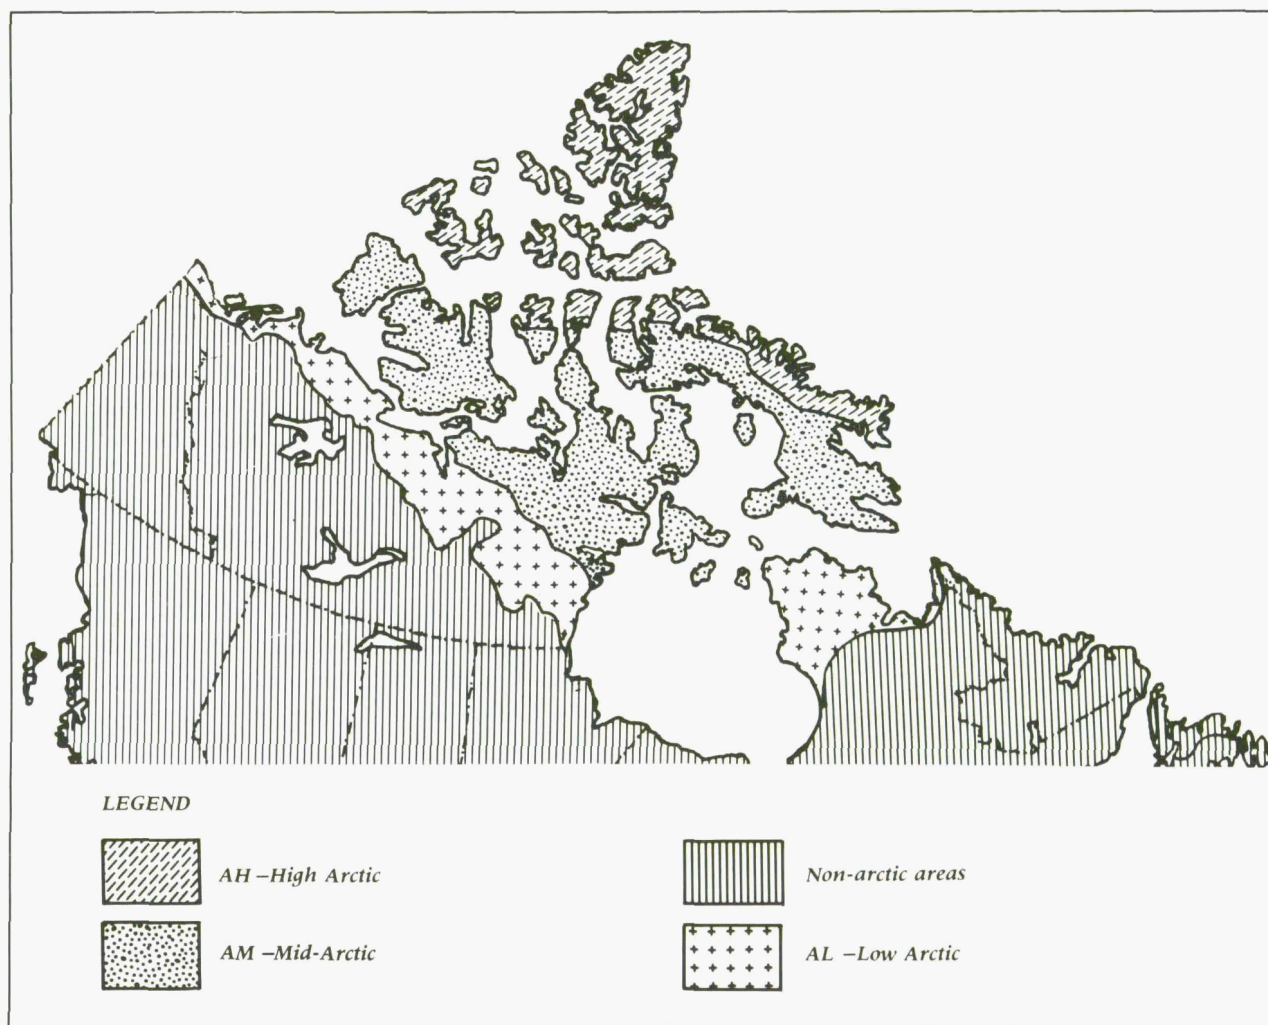 LEGEND
AH –High Arctic
AM –Mid-Arctic
Non-arctic areas
AL –Low Arctic